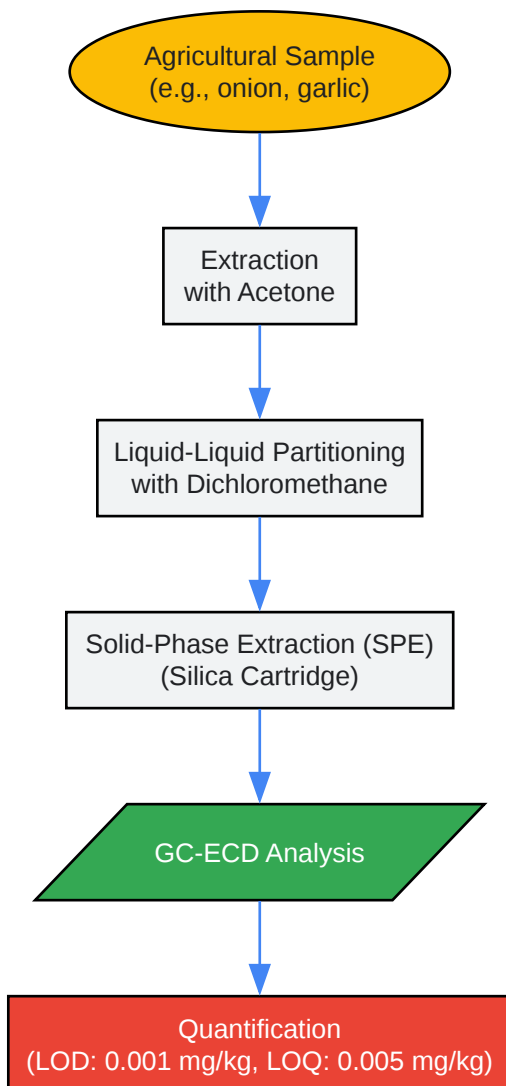 Agricultural Sample
(e.g., onion, garlic)
Extraction
with Acetone
Liquid-Liquid Partitioning
with Dichloromethane
Solid-Phase Extraction (SPE)
(Silica Cartridge)
GC-ECD Analysis
Quantification
(LOD: 0.001 mg/kg, LOQ: 0.005 mg/kg)